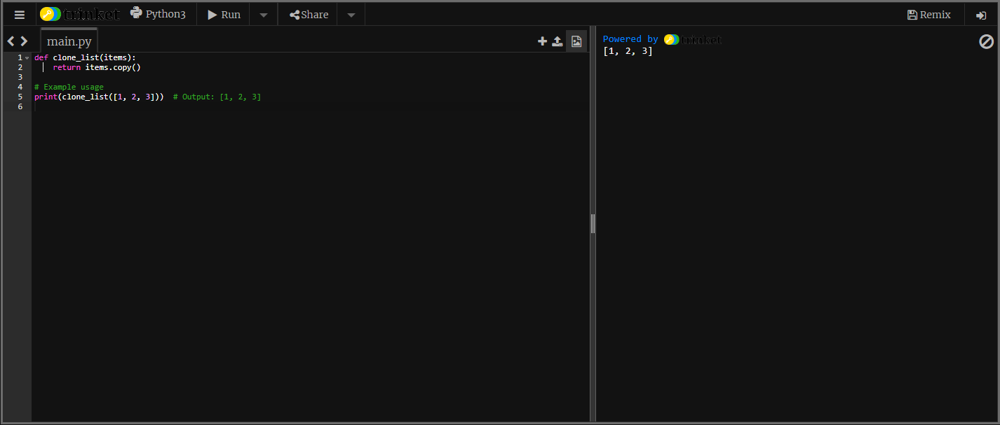 trinket Python3 Run Share Remix
main.py
1 def clone_list(items):
2 return items.copy()
3
4 # Example usage
5 print(clone_list([1, 2, 3])) # Output: [1, 2, 3]
6
Powered by trinket
[1, 2, 3]